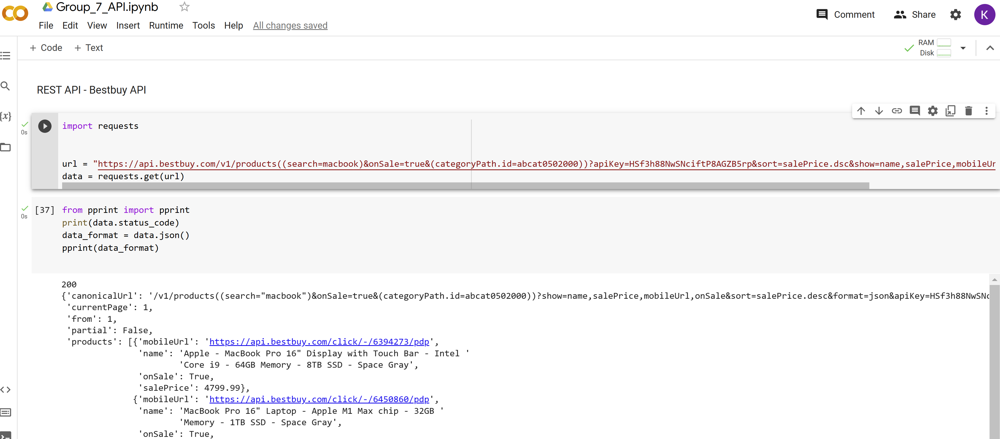 Group_7_API.ipynb
File Edit View Insert Runtime Tools Help All changes saved
Comment Share K
+ Code + Text
RAM
Disk
REST API - Bestbuy API
{x}
0s
import requests
url = "https://api.bestbuy.com/v1/products((search=macbook)&onSale=true&(categoryPath.id=abcat0502000))?apiKey=HSf3h88NwSNciftP8AGZB5rp&sort=salePrice.dsc&show=name,salePrice,mobileUr
data = requests.get(url)
0s
[37] from pprint import pprint
print(data.status_code)
data_format = data.json()
pprint(data_format)
200
{'canonicalUrl': '/v1/products((search="macbook")&onSale=true&(categoryPath.id=abcat0502000))?show=name,salePrice,mobileUrl,onSale&sort=salePrice.desc&format=json&apiKey=HSf3h88NwSNc
'currentPage': 1,
'from': 1,
'partial': False,
'products': [{'mobileUrl': 'https://api.bestbuy.com/click/-/6394273/pdp',
'name': 'Apple - MacBook Pro 16" Display with Touch Bar - Intel '
'Core i9 - 64GB Memory - 8TB SSD - Space Gray',
'onSale': True,
'salePrice': 4799.99},
{'mobileUrl': 'https://api.bestbuy.com/click/-/6450860/pdp',
'name': 'MacBook Pro 16" Laptop - Apple M1 Max chip - 32GB '
'Memory - 1TB SSD - Space Gray',
'onSale': True,